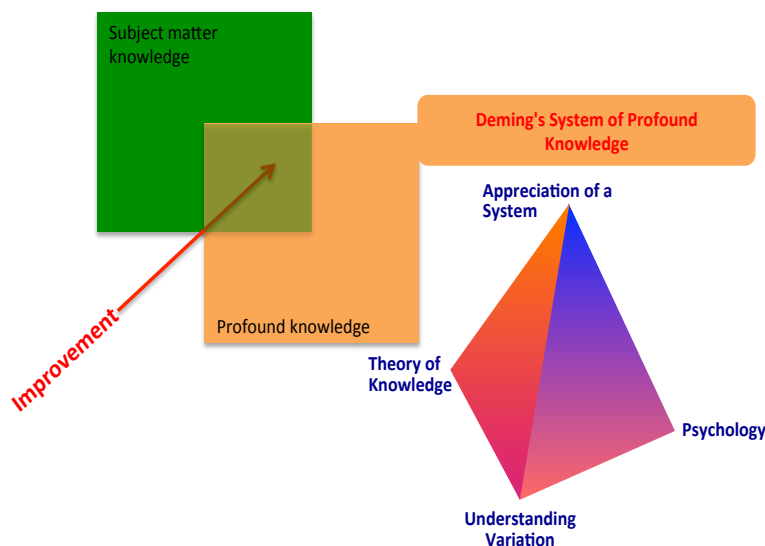 Subject matter
knowledge
Deming's System of Profound
Knowledge
Appreciation of a
System
Profound knowledge
Improvement
Theory of
Knowledge
Psychology
Understanding
Variation